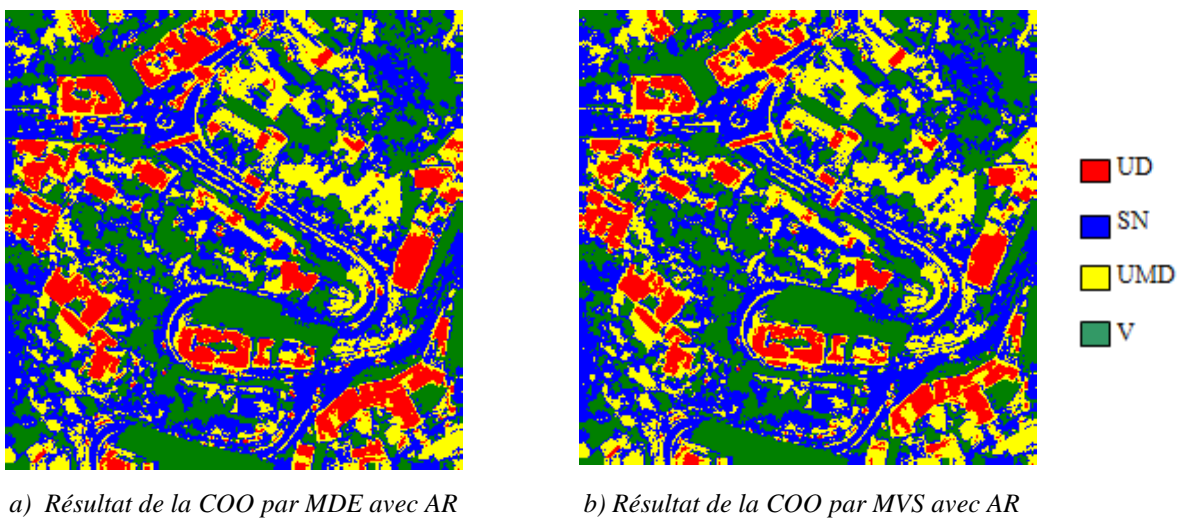 UD
SN
UMD
V
a) Résultat de la COO par MDE avec AR
b) Résultat de la COO par MVS avec AR